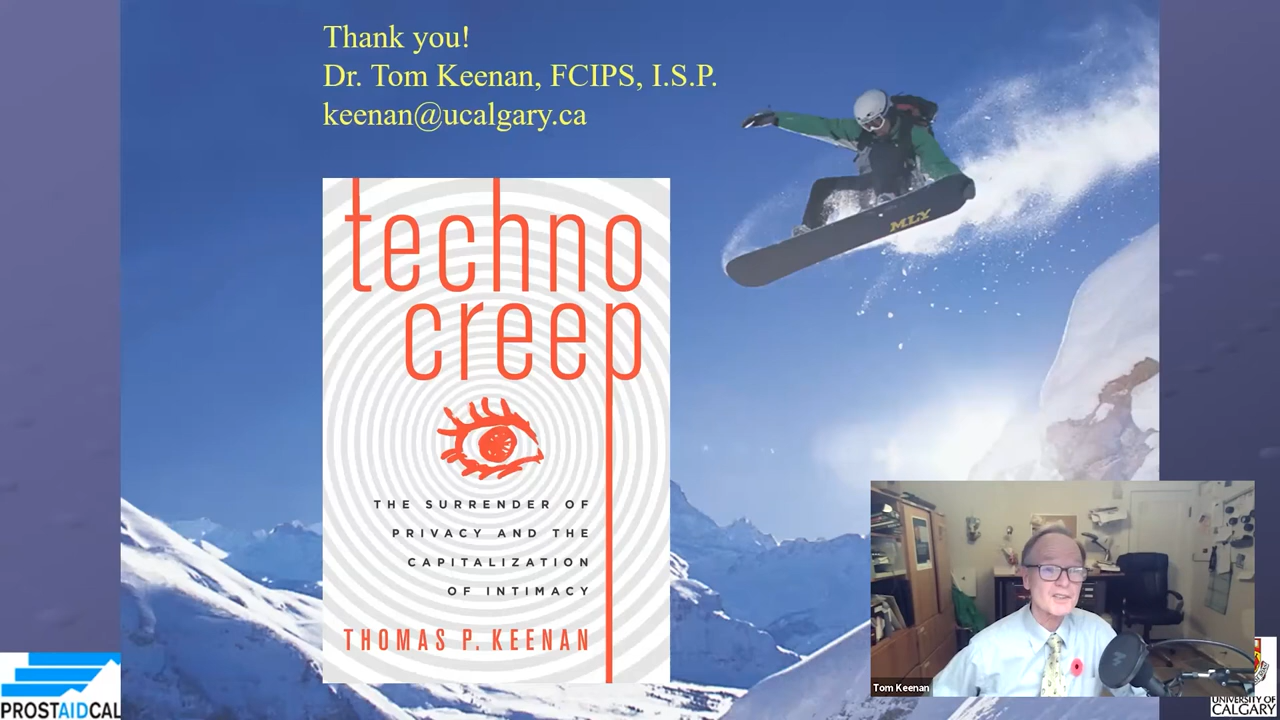 Thank you!
Dr. Tom Keenan, FCIPS, I.S.P.
keenan@ucalgary.ca
MLY
techno
creep
THE SURRENDER OF
PRIVACY AND THE
CAPITALIZATION
OF INTIMACY
THOMAS P. KEENAN
Tom Keenan
PROSTAIDCAL
UNIVERSITY OF
CALGARY